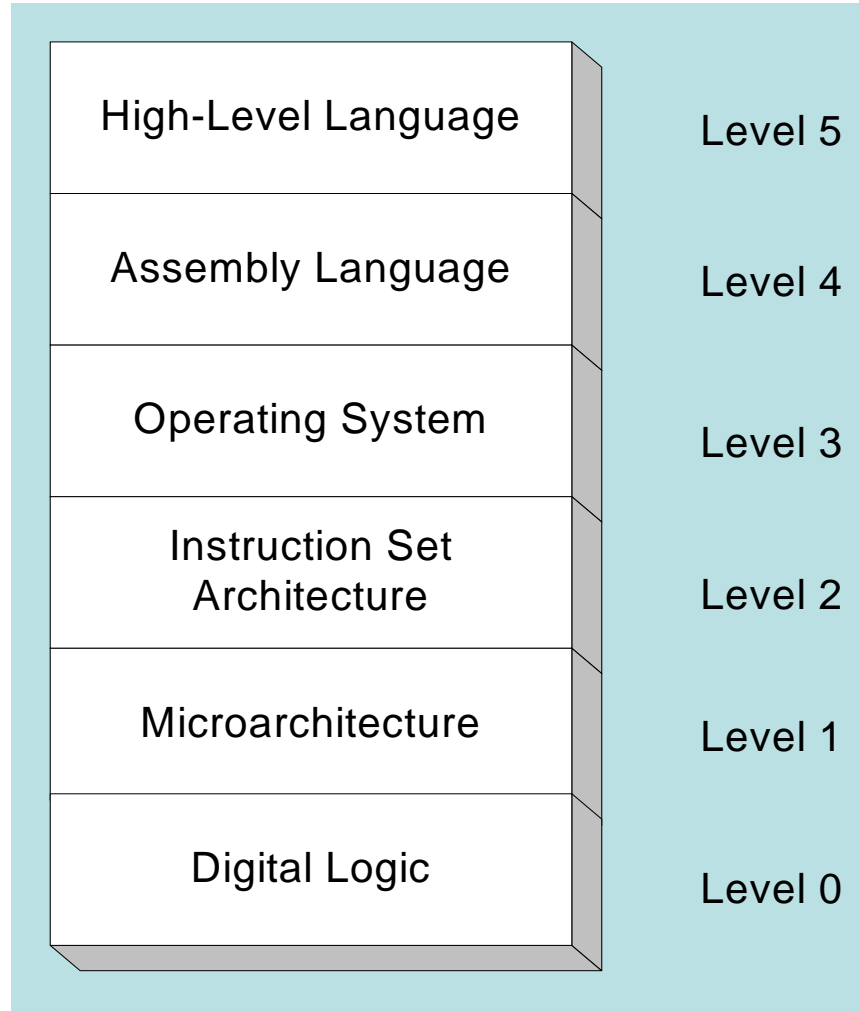 High-Level Language
Level 5
Assembly Language
Level 4
Operating System
Level 3
Instruction Set
Architecture
Level 2
Microarchitecture
Level 1
Digital Logic
Level 0